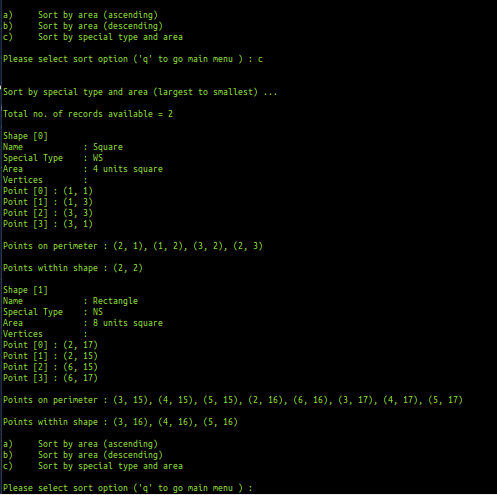 a)     Sort by area (ascending)
b)     Sort by area (descending)
c)     Sort by special type and area
Please select sort option ('q' to go main menu ) : c
Sort by special type and area (largest to smallest) ...
Total no. of records available = 2
Shape [0]
Name            : Square
Special Type    : WS
Area            : 4 units square
Vertices        :
Point [0] : (1, 1)
Point [1] : (1, 3)
Point [2] : (3, 3)
Point [3] : (3, 1)
Points on perimeter : (2, 1), (1, 2), (3, 2), (2, 3)
Points within shape : (2, 2)
Shape [1]
Name            : Rectangle
Special Type    : NS
Area            : 8 units square
Vertices        :
Point [0] : (2, 17)
Point [1] : (2, 15)
Point [2] : (6, 15)
Point [3] : (6, 17)
Points on perimeter : (3, 15), (4, 15), (5, 15), (2, 16), (6, 16), (3, 17), (4, 17), (5, 17)
Points within shape : (3, 16), (4, 16), (5, 16)
a)     Sort by area (ascending)
b)     Sort by area (descending)
c)     Sort by special type and area
Please select sort option ('q' to go main menu ) :